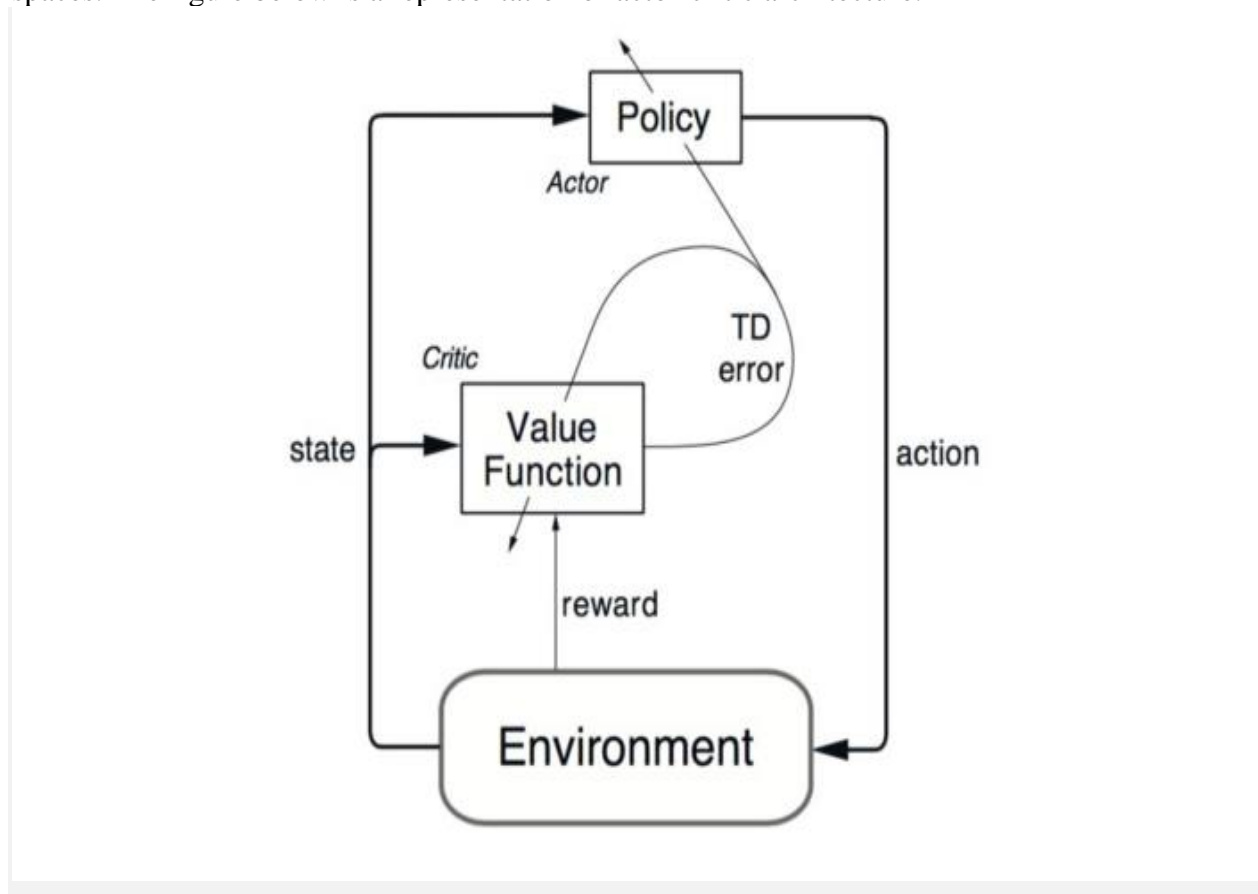 Policy
Actor
TD
error
Critic
Value
Function
state
action
reward
Environment